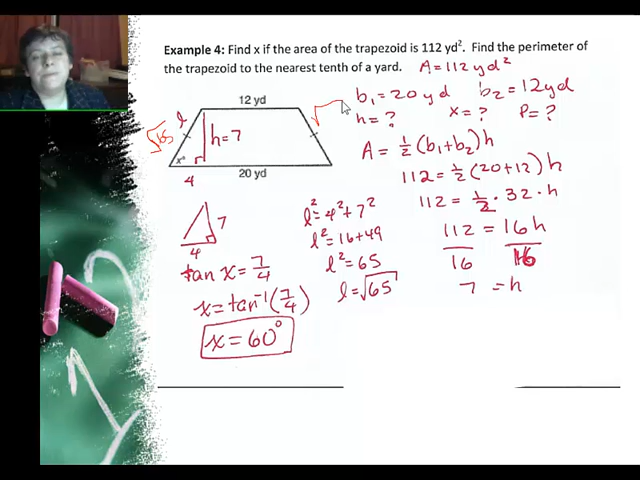 Example 4: Find x if the area of the trapezoid is 112 yd². Find the perimeter of
the trapezoid to the nearest tenth of a yard. A = 112 yd²
b₁ = 20 yd b₂ = 12 yd
h = ? x = ? P = ?
12 yd
l
h = 7
√65
√
x°
4
20 yd
A = ½(b₁+b₂)h
112 = ½(20+12)h
112 = ½ · 32 · h
112 = 16h
16 16
7 = h
7
4
tan x = 7/4
x = tan⁻¹(7/4)
x = 60°
l² = 4² + 7²
l² = 16 + 49
l² = 65
l = √65